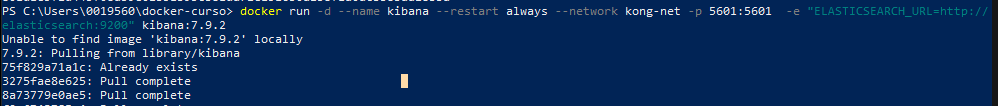 PS C:\Users\0019560\docker-curso> docker run -d --name kibana --restart always --network kong-net -p 5601:5601  -e "ELASTICSEARCH_URL=http://
elasticsearch:9200" kibana:7.9.2
Unable to find image 'kibana:7.9.2' locally
7.9.2: Pulling from library/kibana
75f829a71a1c: Already exists
3275fae8e625: Pull complete
8a73779e0ae5: Pull complete